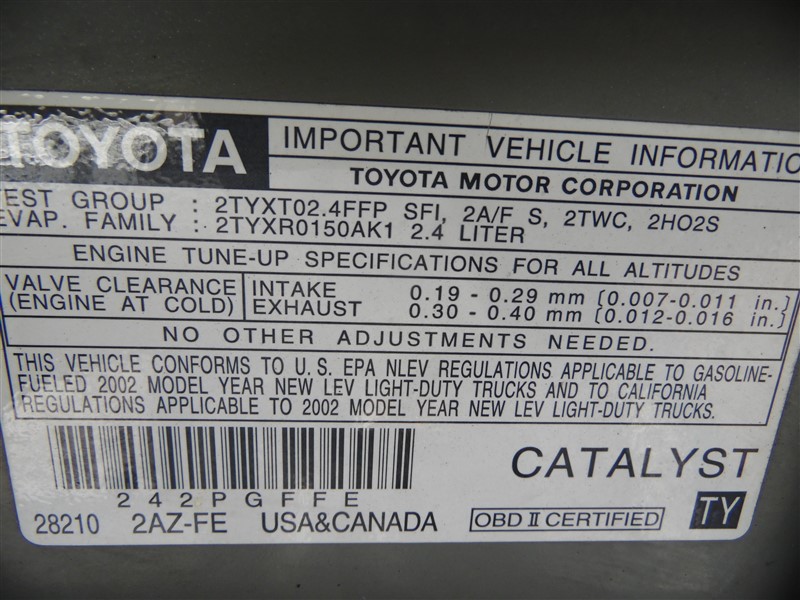 TOYOTA
IMPORTANT VEHICLE INFORMATIO
TOYOTA MOTOR CORPORATION
EST GROUP : 2TYXT02.4FFP SFI, 2A/F S, 2TWC, 2HO2S
EVAP. FAMILY : 2TYXR0150AK1 2.4 LITER
ENGINE TUNE-UP SPECIFICATIONS FOR ALL ALTITUDES
VALVE CLEARANCE INTAKE 0.19 - 0.29 mm [0.007-0.011 in.]
(ENGINE AT COLD) EXHAUST 0.30 - 0.40 mm [0.012-0.016 in.]
NO OTHER ADJUSTMENTS NEEDED.
THIS VEHICLE CONFORMS TO U.S. EPA NLEV REGULATIONS APPLICABLE TO GASOLINE-
FUELED 2002 MODEL YEAR NEW LEV LIGHT-DUTY TRUCKS AND TO CALIFORNIA
REGULATIONS APPLICABLE TO 2002 MODEL YEAR NEW LEV LIGHT-DUTY TRUCKS.
CATALYST
242PGFFE
28210 2AZ-FE USA&CANADA OBD II CERTIFIED TY